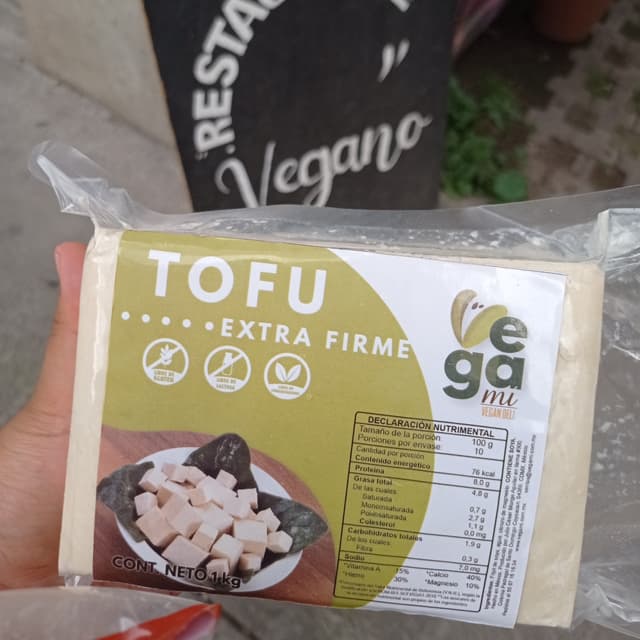 .RESTA
Vegano
TOFU
EXTRA FIRME
LIBRE DE
GLUTEN
LIBRE DE
LACTOSA
LIBRE DE
Vega
mi
VEGAN DELI
DECLARACIÓN NUTRIMENTAL
Tamaño de la porción 100 g
Porciones por envase: 10
Cantidad por porción
Contenido energético 76 kcal
Proteína 8,0 g
Grasa total 4,8 g
De las cuales
Saturada 0,7 g
Monoinsaturada 2,7 g
Poliinsaturada 1,1 g
Colesterol 0,0 mg
Carbohidratos totales 1,9 g
De los cuales
Fibra 0,3 g
Sodio 7,0 mg
*Vitamina A 15% *Calcio 40%
*Hierro 30% *Magnesio 10%
CONT. NETO 1 kg